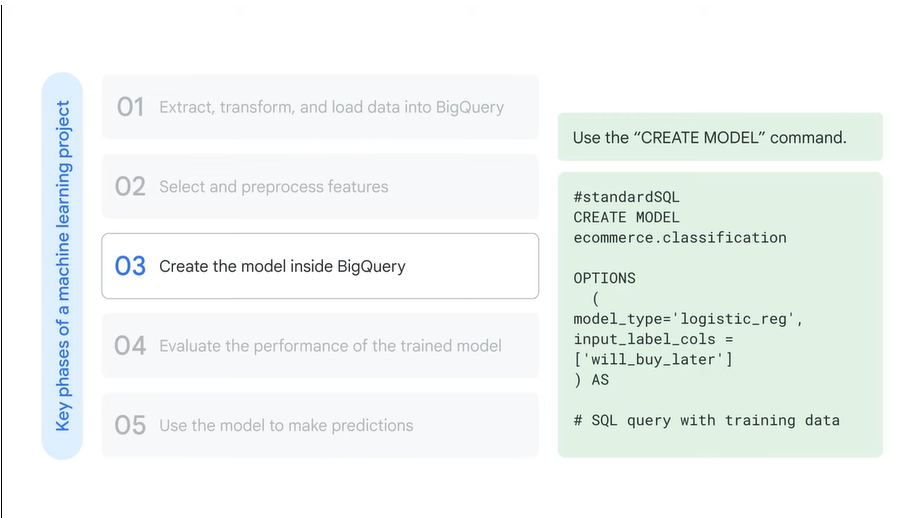 Key phases of a machine learning project
01 Extract, transform, and load data into BigQuery
02 Select and preprocess features
03 Create the model inside BigQuery
04 Evaluate the performance of the trained model
05 Use the model to make predictions
Use the “CREATE MODEL” command.
#standardSQL
CREATE MODEL
ecommerce.classification
OPTIONS
(
model_type='logistic_reg',
input_label_cols =
['will_buy_later']
) AS
# SQL query with training data